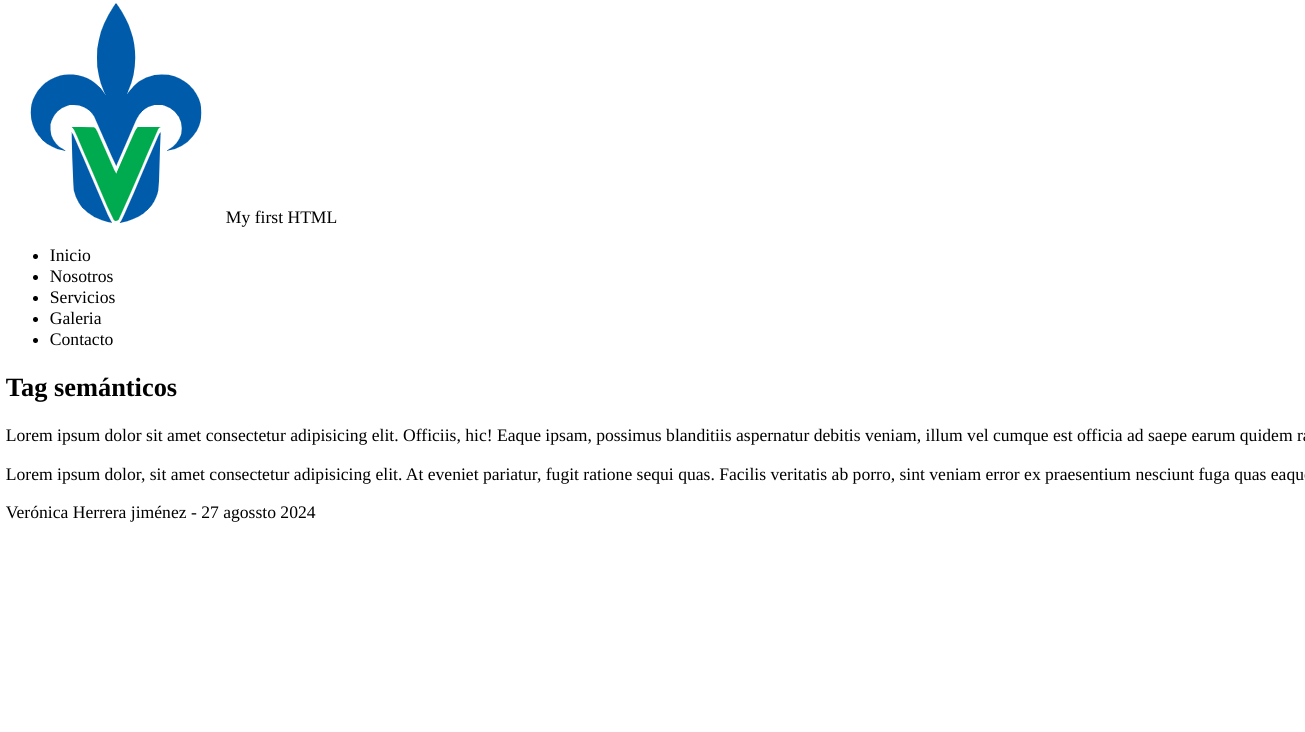 My first HTML
Inicio
Nosotros
Servicios
Galeria
Contacto
Tag semánticos
Lorem ipsum dolor sit amet consectetur adipisicing elit. Officiis, hic! Eaque ipsam, possimus blanditiis aspernatur debitis veniam, illum vel cumque est officia ad saepe earum quidem
Lorem ipsum dolor, sit amet consectetur adipisicing elit. At eveniet pariatur, fugit ratione sequi quas. Facilis veritatis ab porro, sint veniam error ex praesentium nesciunt fuga quas
Verónica Herrera jiménez - 27 agossto 2024